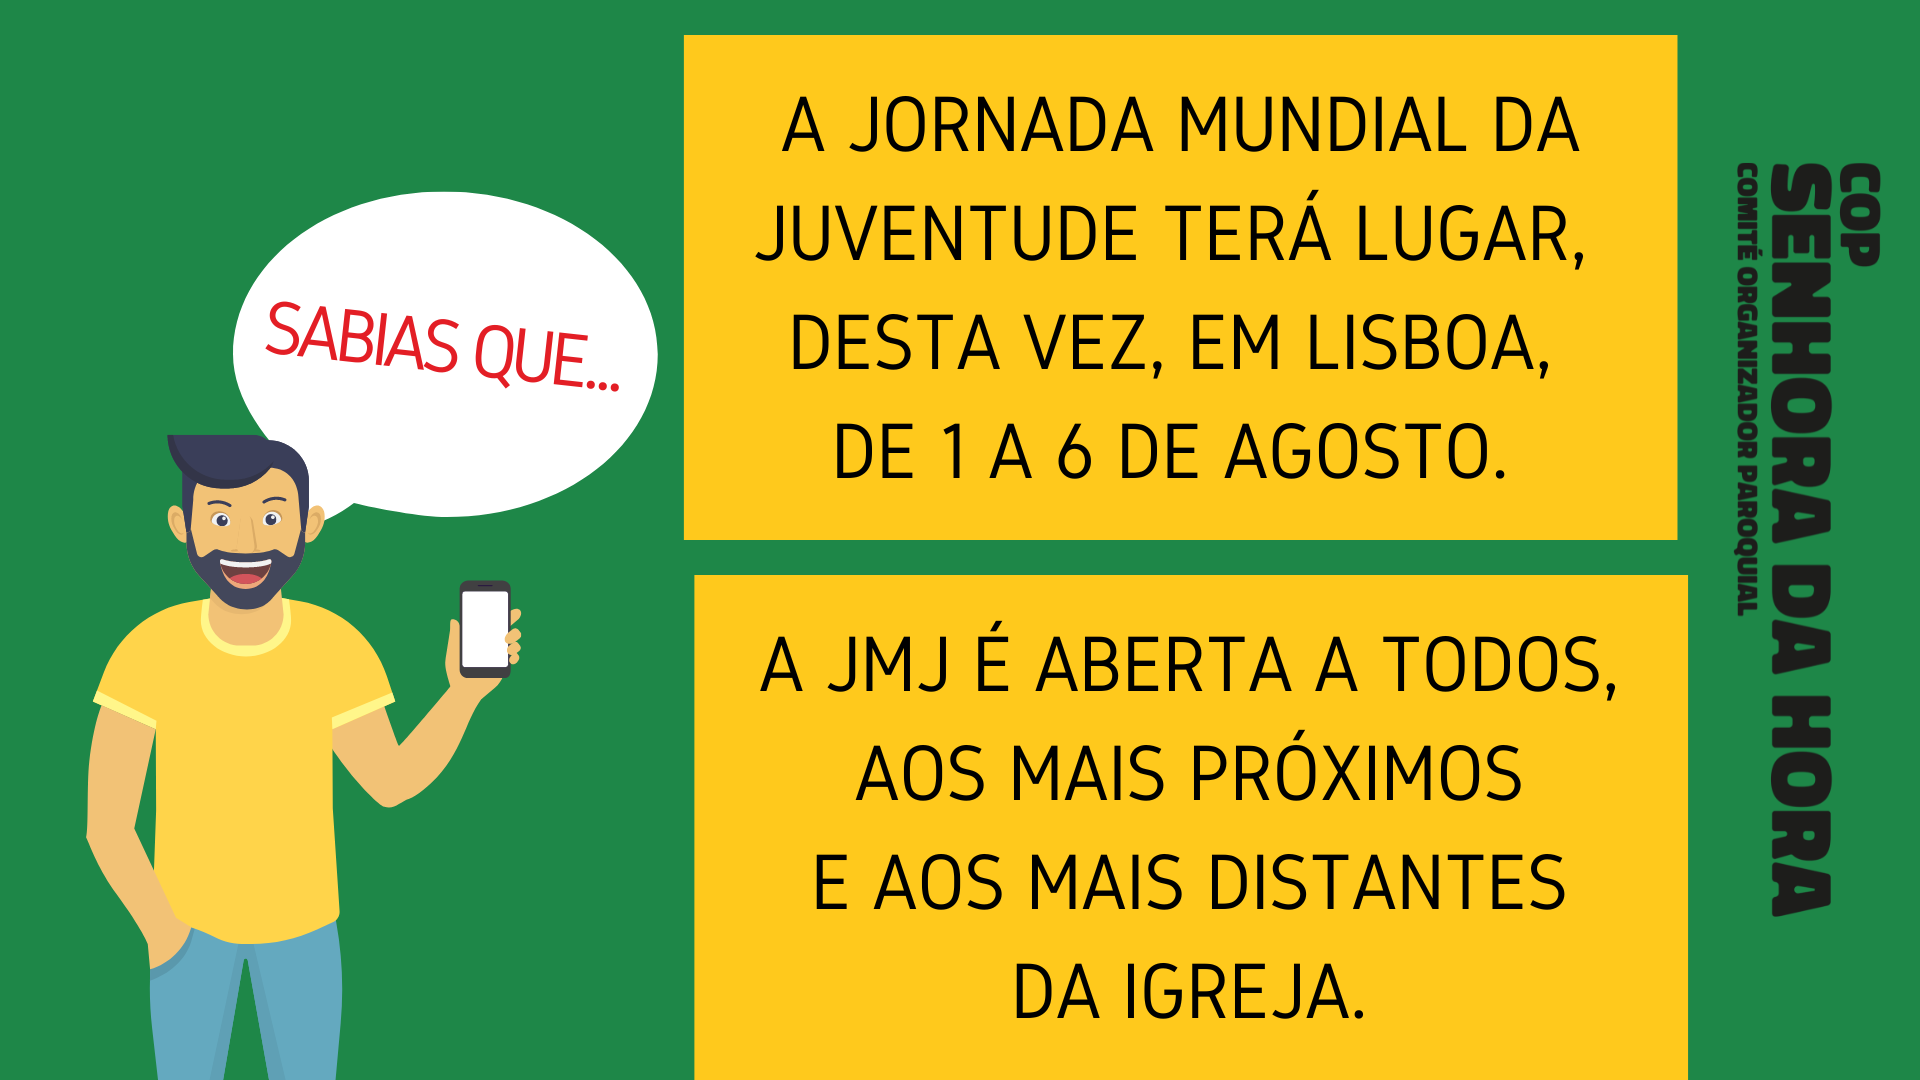 SABIAS QUE...
A JORNADA MUNDIAL DA
JUVENTUDE TERÁ LUGAR,
DESTA VEZ, EM LISBOA,
DE 1 A 6 DE AGOSTO.
A JMJ É ABERTA A TODOS,
AOS MAIS PRÓXIMOS
E AOS MAIS DISTANTES
DA IGREJA.
COP
SENHORA DA HORA
COMITÉ ORGANIZADOR PAROQUIAL